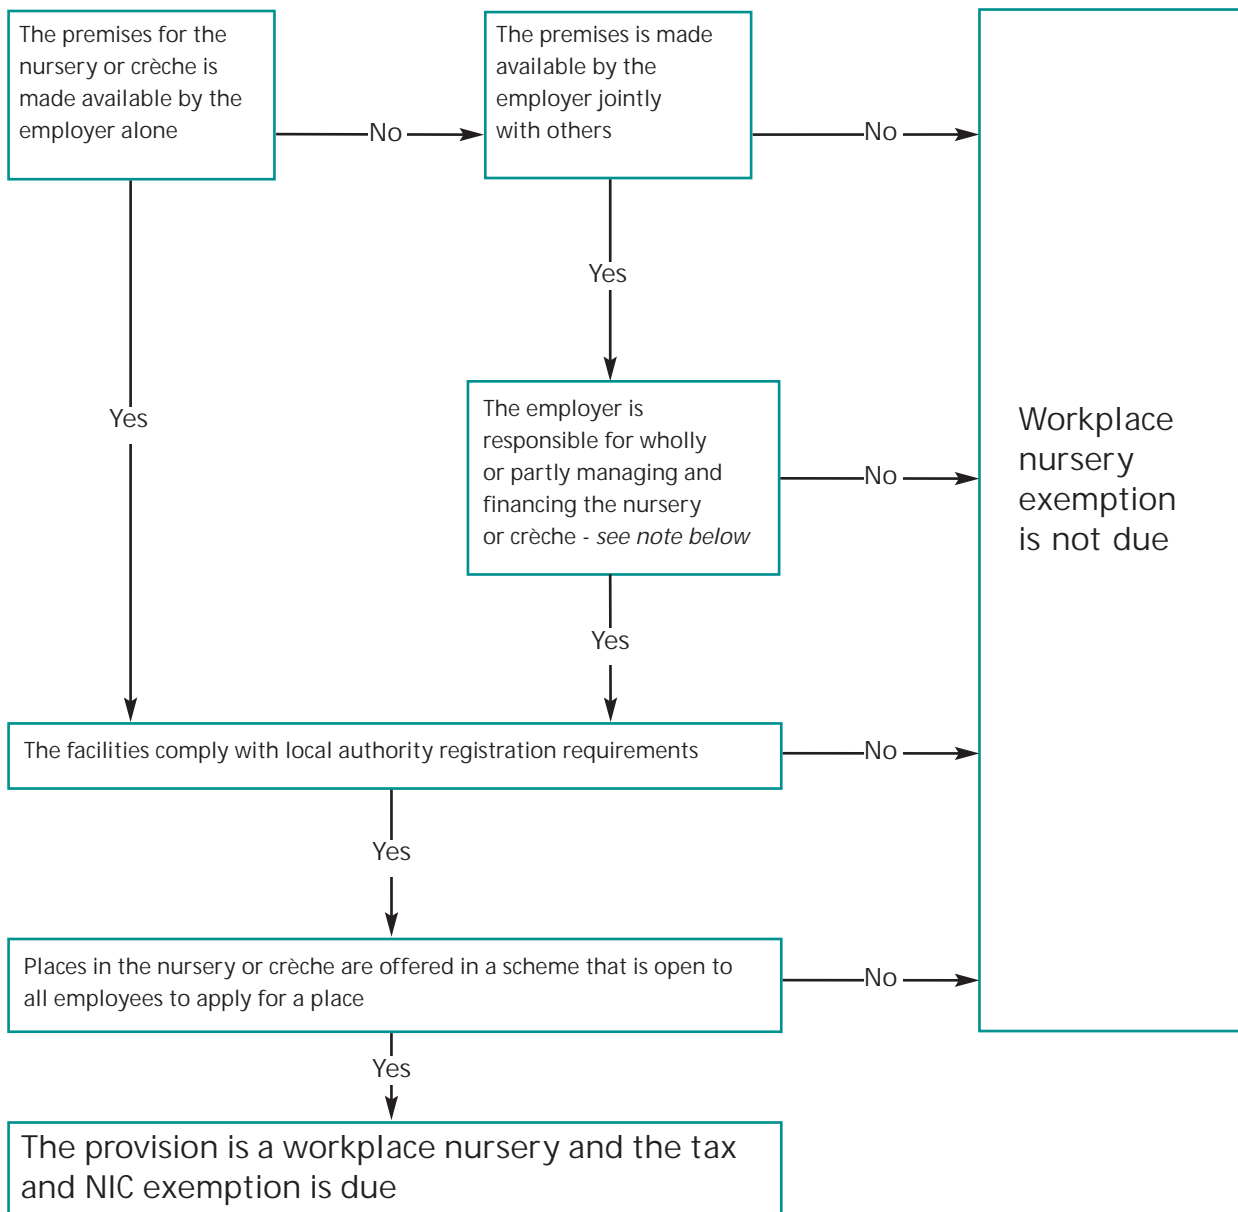 The premises for the
nursery or crèche is
made available by the
employer alone
No
The premises is made
available by the
employer jointly
with others
No
Yes
Yes
The employer is
responsible for wholly
or partly managing and
financing the nursery
or crèche - see note below
No
Workplace
nursery
exemption
is not due
Yes
The facilities comply with local authority registration requirements
No
Yes
Places in the nursery or crèche are offered in a scheme that is open to
all employees to apply for a place
No
Yes
The provision is a workplace nursery and the tax
and NIC exemption is due